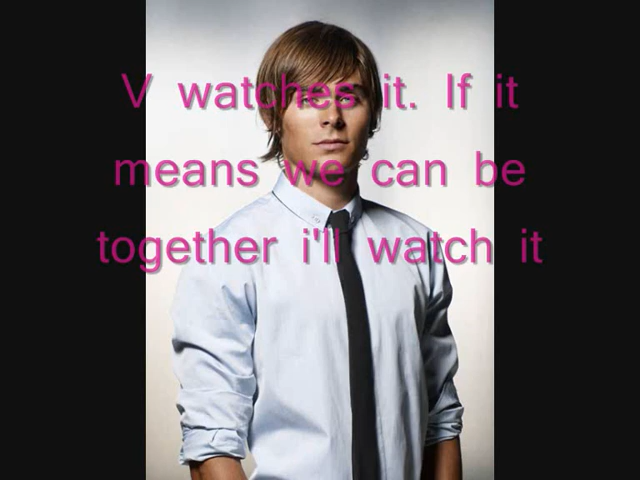 V watches it. If it
means we can be
together i'll watch it